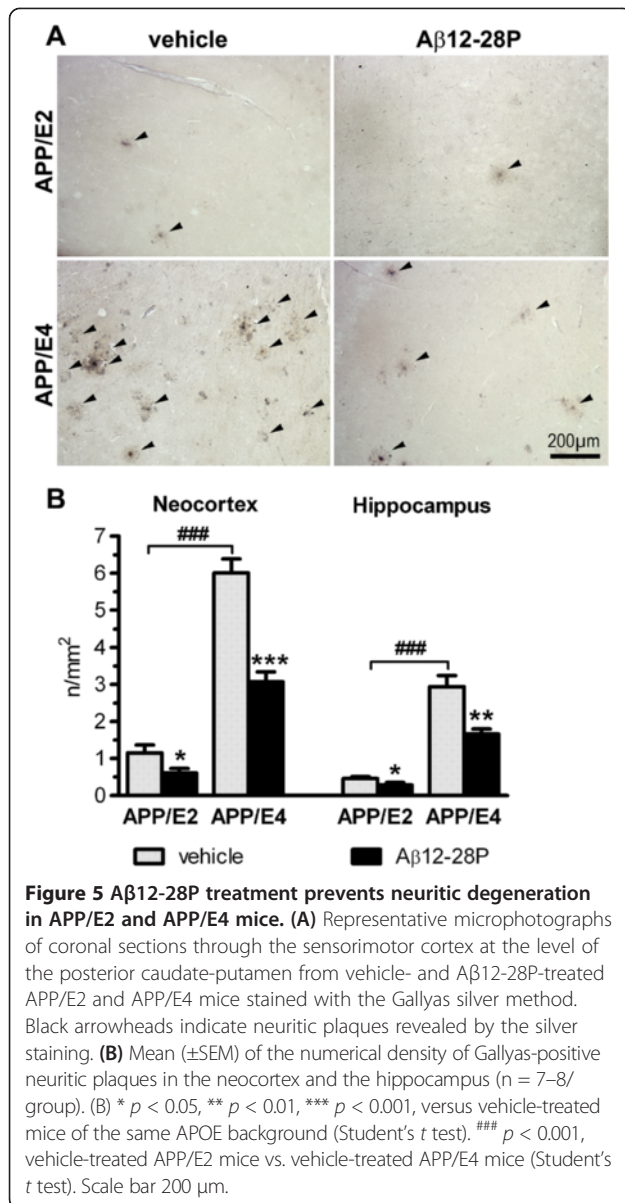 A
vehicle Aβ12-28P
APP/E2
APP/E4
200μm
B
Neocortex Hippocampus
n/mm²
7
6
5
4
3
2
1
0
###
***
*
###
**
*
APP/E2 APP/E4 APP/E2 APP/E4
vehicle Aβ12-28P
Figure 5 Aβ12-28P treatment prevents neuritic degeneration
in APP/E2 and APP/E4 mice. (A) Representative microphotographs
of coronal sections through the sensorimotor cortex at the level of
the posterior caudate-putamen from vehicle- and Aβ12-28P-treated
APP/E2 and APP/E4 mice stained with the Gallyas silver method.
Black arrowheads indicate neuritic plaques revealed by the silver
staining. (B) Mean (±SEM) of the numerical density of Gallyas-positive
neuritic plaques in the neocortex and the hippocampus (n = 7–8/
group). (B) * p < 0.05, ** p < 0.01, *** p < 0.001, versus vehicle-treated
mice of the same APOE background (Student's t test). ### p < 0.001,
vehicle-treated APP/E2 mice vs. vehicle-treated APP/E4 mice (Student's
t test). Scale bar 200 μm.